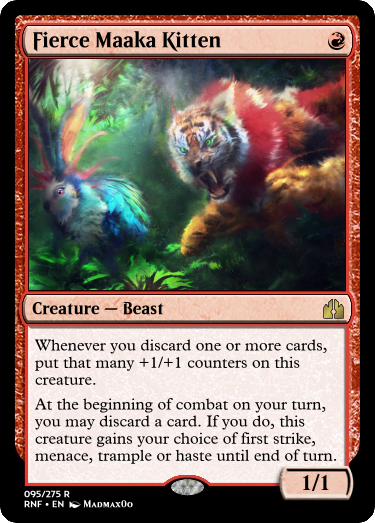 Fierce Maaka Kitten
Creature — Beast
Whenever you discard one or more cards,
put that many +1/+1 counters on this
creature.
At the beginning of combat on your turn,
you may discard a card. If you do, this
creature gains your choice of first strike,
menace, trample or haste until end of turn.
1/1
095/275 R
RNF • EN Madmax0o